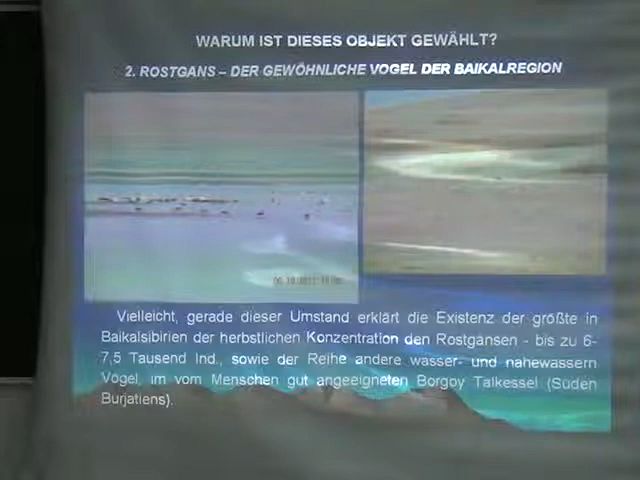 WARUM IST DIESES OBJEKT GEWÄHLT?
2. ROSTGANS – DER GEWÖHNLICHE VOGEL DER BAIKALREGION
Vielleicht, gerade dieser Umstand erklärt die Existenz der größte in
Baikalsibirien der herbstlichen Konzentration den Rostgänsen - bis zu 6-
7,5 Tausend Ind., sowie der Reihe andere wasser- und nahewassern
Vögel, im vom Menschen gut angeeigneten Borgoy Talkessel (Süden
Burjatiens).